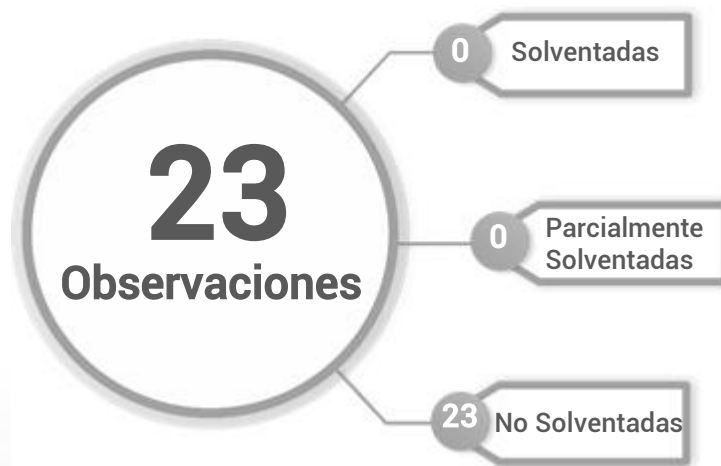 23
Observaciones
0
Solventadas
0
Parcialmente
Solventadas
23
No Solventadas